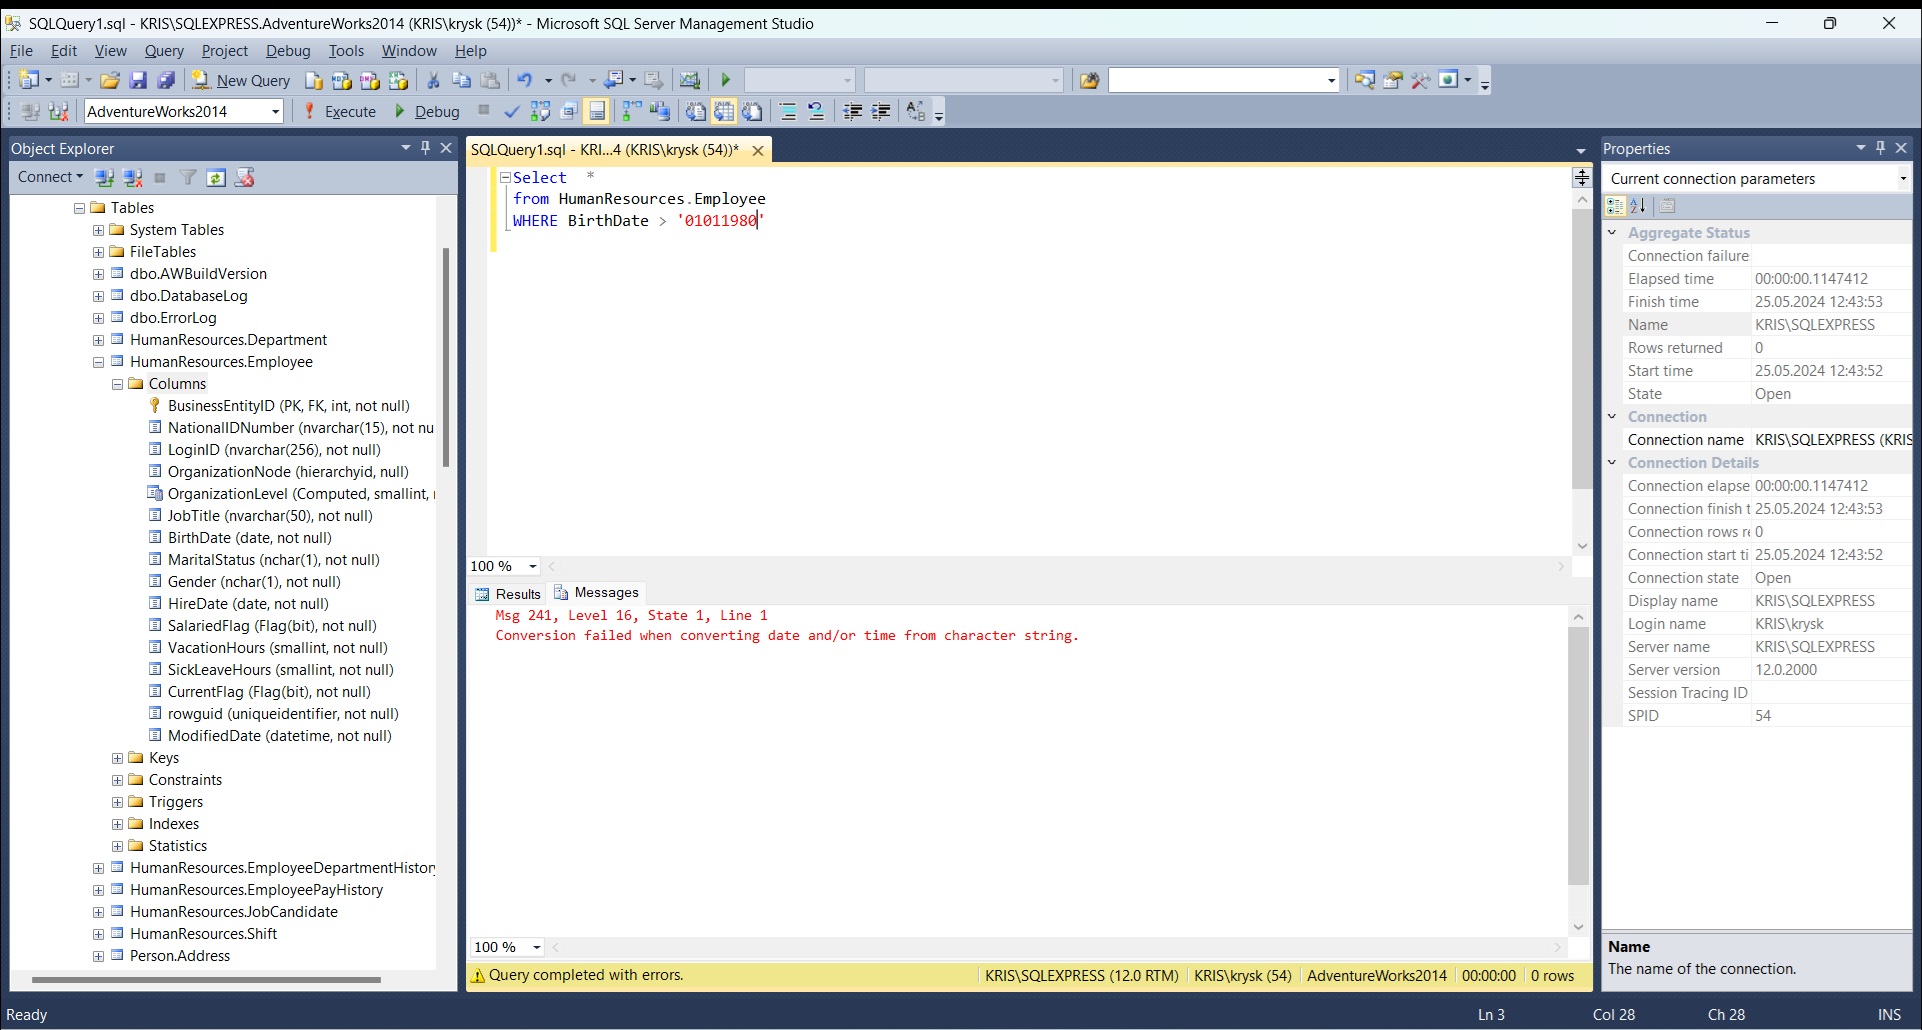 SQLQuery1.sql - KRIS\SQLEXPRESS.AdventureWorks2014 (KRIS\krysk (54))* - Microsoft SQL Server Management Studio
File Edit View Query Project Debug Tools Window Help
New Query
AdventureWorks2014 Execute Debug
Object Explorer
Connect
Tables
System Tables
FileTables
dbo.AWBuildVersion
dbo.DatabaseLog
dbo.ErrorLog
HumanResources.Department
HumanResources.Employee
Columns
BusinessEntityID (PK, FK, int, not null)
NationalIDNumber (nvarchar(15), not nu
LoginID (nvarchar(256), not null)
OrganizationNode (hierarchyid, null)
OrganizationLevel (Computed, smallint,
JobTitle (nvarchar(50), not null)
BirthDate (date, not null)
MaritalStatus (nchar(1), not null)
Gender (nchar(1), not null)
HireDate (date, not null)
SalariedFlag (Flag(bit), not null)
VacationHours (smallint, not null)
SickLeaveHours (smallint, not null)
CurrentFlag (Flag(bit), not null)
rowguid (uniqueidentifier, not null)
ModifiedDate (datetime, not null)
Keys
Constraints
Triggers
Indexes
Statistics
HumanResources.EmployeeDepartmentHistory
HumanResources.EmployeePayHistory
HumanResources.JobCandidate
HumanResources.Shift
Person.Address
SQLQuery1.sql - KRI...4 (KRIS\krysk (54))*
Select *
from HumanResources.Employee
WHERE BirthDate > '01011980'
100 %
Results Messages
Msg 241, Level 16, State 1, Line 1
Conversion failed when converting date and/or time from character string.
100 %
Query completed with errors. KRIS\SQLEXPRESS (12.0 RTM) KRIS\krysk (54) AdventureWorks2014 00:00:00 0 rows
Properties
Current connection parameters
Aggregate Status
Connection failure
Elapsed time 00:00:00.1147412
Finish time 25.05.2024 12:43:53
Name KRIS\SQLEXPRESS
Rows returned 0
Start time 25.05.2024 12:43:52
State Open
Connection
Connection name KRIS\SQLEXPRESS (KRIS
Connection Details
Connection elapse 00:00:00.1147412
Connection finish t 25.05.2024 12:43:53
Connection rows re 0
Connection start ti 25.05.2024 12:43:52
Connection state Open
Display name KRIS\SQLEXPRESS
Login name KRIS\krysk
Server name KRIS\SQLEXPRESS
Server version 12.0.2000
Session Tracing ID
SPID 54
Name
The name of the connection.
Ready Ln 3 Col 28 Ch 28 INS